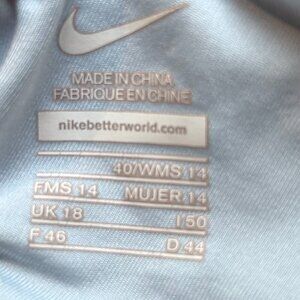 MADE IN CHINA
FABRIQUE EN CHINE
nikebetterworld.com
40/WMS 14
FMS 14 MUJER 14
UK 18 I 50
F 46 D 44